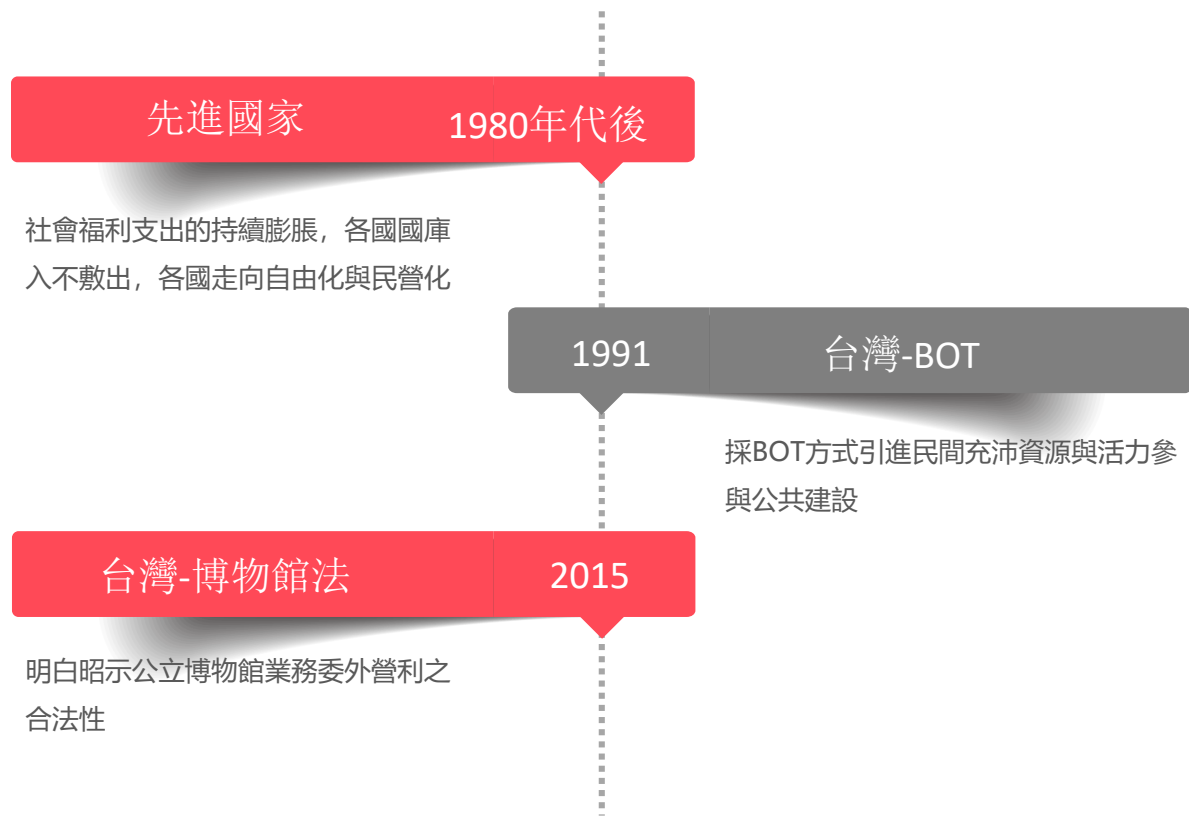 先進國家 1980年代後
社會福利支出的持續膨脹，各國國庫
入不敷出，各國走向自由化與民營化
1991 台灣-BOT
採BOT方式引進民間充沛資源與活力參
與公共建設
台灣-博物館法 2015
明白昭示公立博物館業務委外營利之
合法性